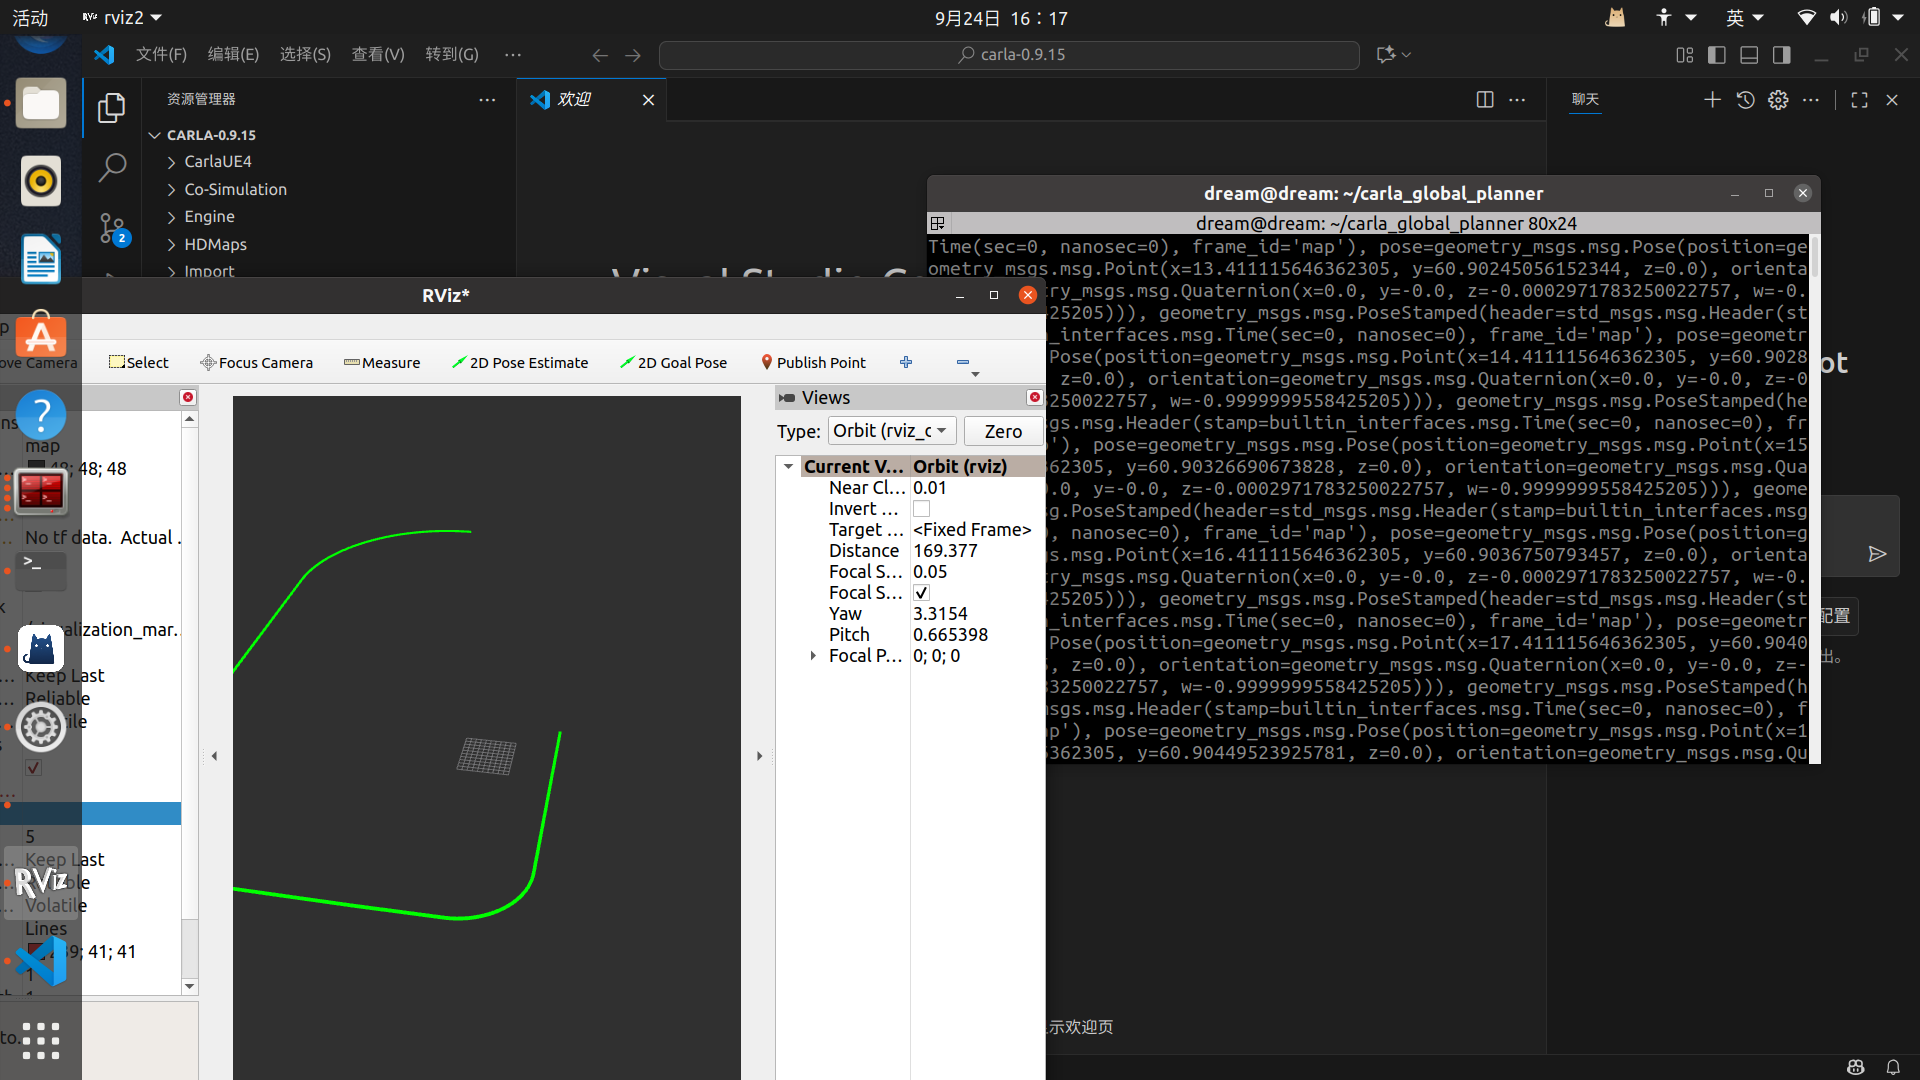 活动
RViz rviz2
9月24日 16：17
英
文件(F) 编辑(E) 选择(S) 查看(V) 转到(G) ···
carla-0.9.15
资源管理器
欢迎
聊天
CARLA-0.9.15
CarlaUE4
Co-Simulation
Engine
HDMaps
Import
2
dream@dream: ~/carla_global_planner
dream@dream: ~/carla_global_planner 80x24
Time(sec=0, nanosec=0), frame_id='map'), pose=geometry_msgs.msg.Pose(position=ge
ometry_msgs.msg.Point(x=13.411115646362305, y=60.90245056152344, z=0.0), orienta
ry_msgs.msg.Quaternion(x=0.0, y=-0.0, z=-0.0002971783250022757, w=-0.
25205))), geometry_msgs.msg.PoseStamped(header=std_msgs.msg.Header(st
n_interfaces.msg.Time(sec=0, nanosec=0), frame_id='map'), pose=geometr
Pose(position=geometry_msgs.msg.Point(x=14.411115646362305, y=60.9028
z=0.0), orientation=geometry_msgs.msg.Quaternion(x=0.0, y=-0.0, z=-0
3250022757, w=-0.9999999558425205))), geometry_msgs.msg.PoseStamped(he
gs.msg.Header(stamp=builtin_interfaces.msg.Time(sec=0, nanosec=0), fr
'), pose=geometry_msgs.msg.Pose(position=geometry_msgs.msg.Point(x=15
362305, y=60.90326690673828, z=0.0), orientation=geometry_msgs.msg.Qua
.0, y=-0.0, z=-0.0002971783250022757, w=-0.9999999558425205))), geome
.msg.PoseStamped(header=std_msgs.msg.Header(stamp=builtin_interfaces.msg
=0, nanosec=0), frame_id='map'), pose=geometry_msgs.msg.Pose(position=g
s.msg.Point(x=16.411115646362305, y=60.9036750793457, z=0.0), orienta
ry_msgs.msg.Quaternion(x=0.0, y=-0.0, z=-0.0002971783250022757, w=-0.
25205))), geometry_msgs.msg.PoseStamped(header=std_msgs.msg.Header(st
n_interfaces.msg.Time(sec=0, nanosec=0), frame_id='map'), pose=geometr
Pose(position=geometry_msgs.msg.Point(x=17.411115646362305, y=60.9040
, z=0.0), orientation=geometry_msgs.msg.Quaternion(x=0.0, y=-0.0, z=-
3250022757, w=-0.9999999558425205))), geometry_msgs.msg.PoseStamped(h
sgs.msg.Header(stamp=builtin_interfaces.msg.Time(sec=0, nanosec=0), f
p'), pose=geometry_msgs.msg.Pose(position=geometry_msgs.msg.Point(x=1
5362305, y=60.90449523925781, z=0.0), orientation=geometry_msgs.msg.Qu
RViz*
ove Camera Select Focus Camera Measure 2D Pose Estimate 2D Goal Pose Publish Point
map
48; 48; 48
No tf data. Actual .
alization_mar..
Keep Last
Reliable
5
Keep Last
Volatile
Lines
239; 41; 41
1
to.
RViz
Views
Type: Orbit (rviz_c Zero
Current V... Orbit (rviz)
Near Cl... 0.01
Invert ...
Target ... <Fixed Frame>
Distance 169.377
Focal S... 0.05
Focal S...
Yaw 3.3154
Pitch 0.665398
Focal P... 0; 0; 0
ot
配置
出。
示欢迎页